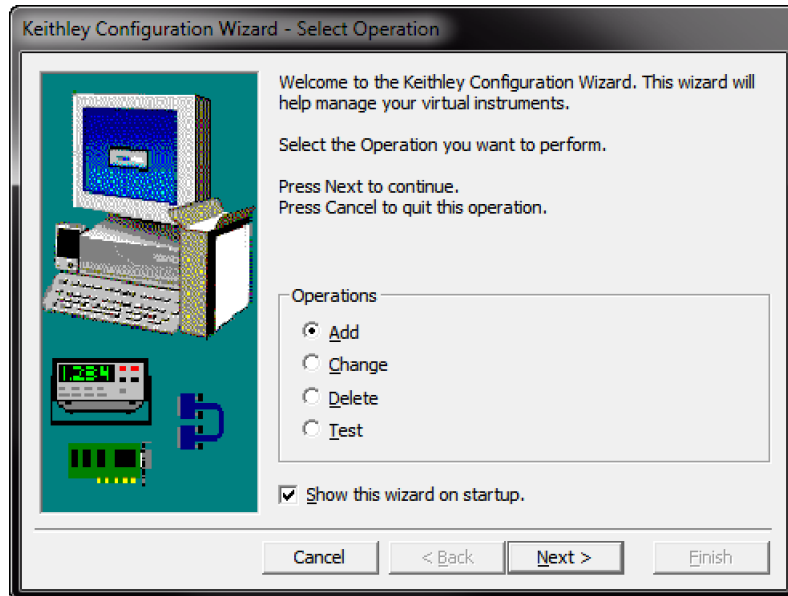 Keithley Configuration Wizard - Select Operation
Welcome to the Keithley Configuration Wizard. This wizard will
help manage your virtual instruments.
Select the Operation you want to perform.
Press Next to continue.
Press Cancel to quit this operation.
Operations
Add
Change
Delete
Test
1.234
Show this wizard on startup.
Cancel
< Back
Next >
Finish